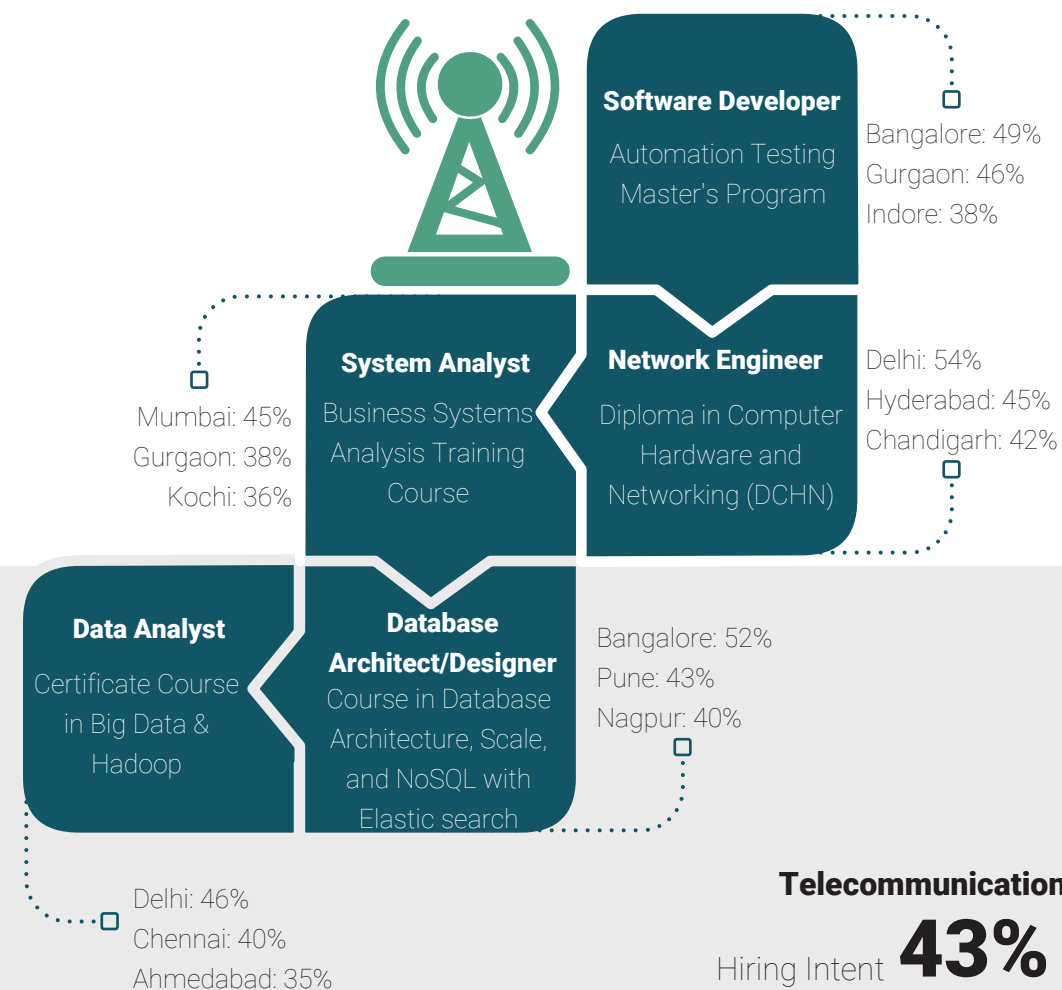 Software Developer
Automation Testing
Master's Program
Bangalore: 49%
Gurgaon: 46%
Indore: 38%
System Analyst
Business Systems
Analysis Training
Course
Mumbai: 45%
Gurgaon: 38%
Kochi: 36%
Network Engineer
Diploma in Computer
Hardware and
Networking (DCHN)
Delhi: 54%
Hyderabad: 45%
Chandigarh: 42%
Data Analyst
Certificate Course
in Big Data &
Hadoop
Delhi: 46%
Chennai: 40%
Ahmedabad: 35%
Database
Architect/Designer
Course in Database
Architecture, Scale,
and NoSQL with
Elastic search
Bangalore: 52%
Pune: 43%
Nagpur: 40%
Telecommunication
Hiring Intent 43%